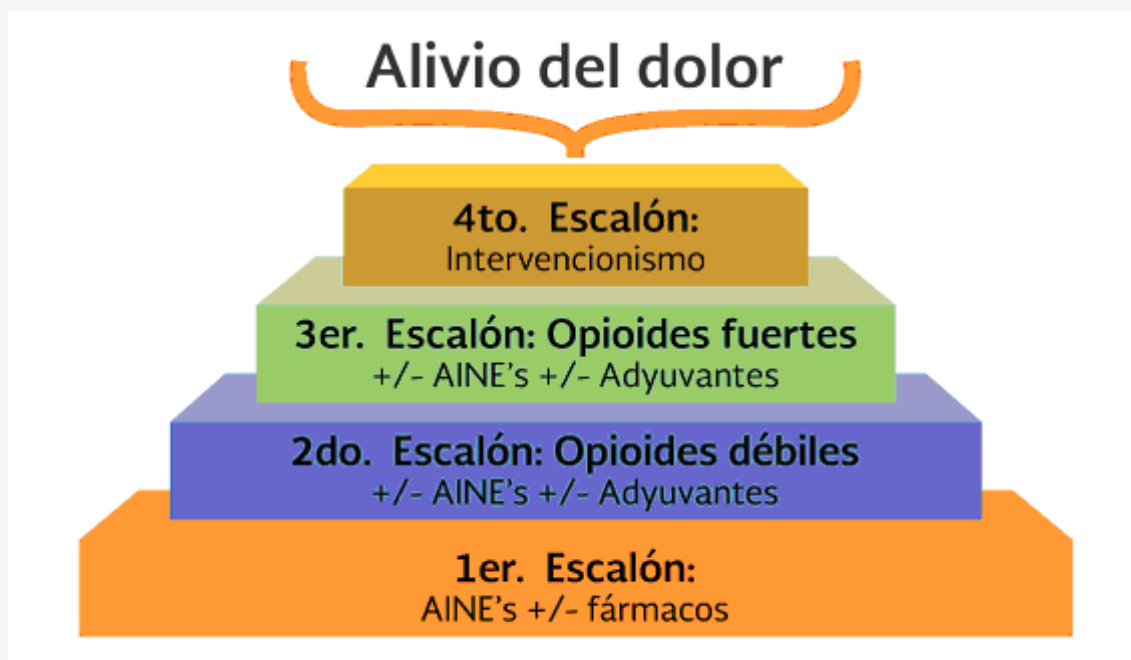 Alivio del dolor
4to. Escalón:
Intervencionismo
3er. Escalón: Opioides fuertes
+/- AINE's +/- Adyuvantes
2do. Escalón: Opioides débiles
+/- AINE's +/- Adyuvantes
1er. Escalón:
AINE's +/- fármacos